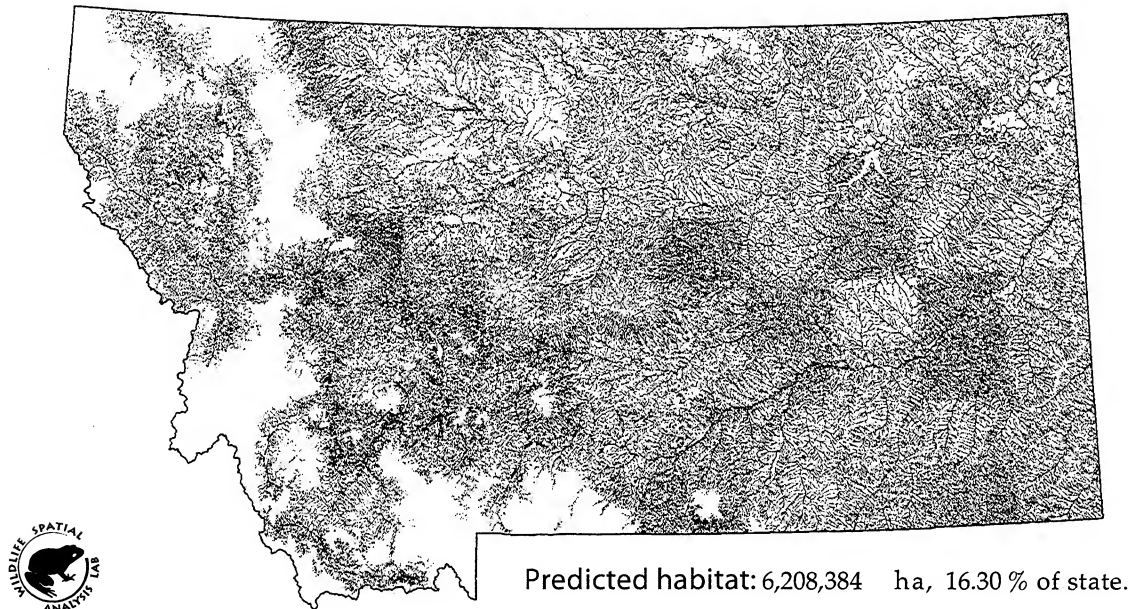 WILDLIFE SPATIAL ANALYSIS LAB
Predicted habitat: 6,208,384 ha, 16.30 % of state.